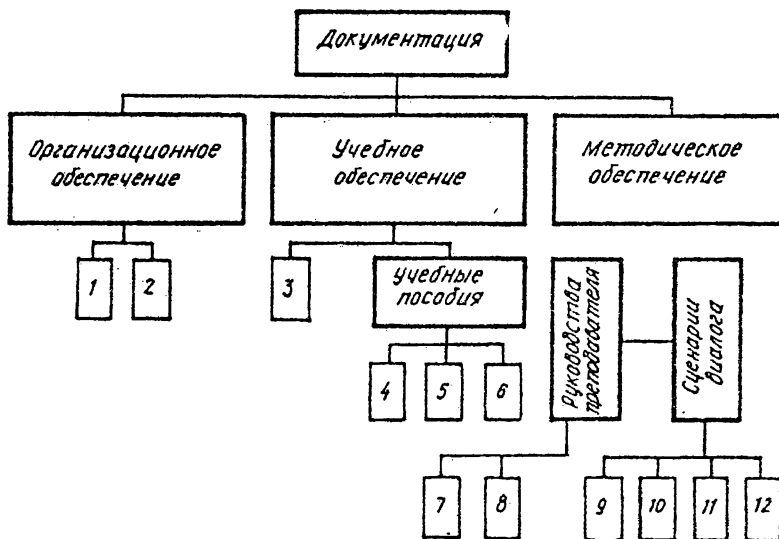 Документация
Организационное
обеспечение
Учебное
обеспечение
Методическое
обеспечение
1
2
3
Учебные
пособия
Руководства
преподавателя
Сценарии
диалога
4
5
6
7
8
9
10
11
12